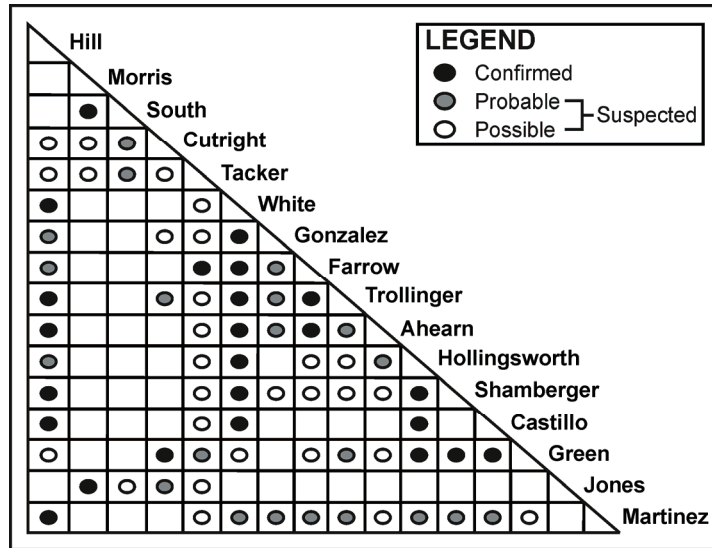 Hill
Morris
South
Cutright
Tacker
White
Gonzalez
Farrow
Trollinger
Ahearn
Hollingsworth
Shamberger
Castillo
Green
Jones
Martinez
LEGEND
Confirmed
Probable
Possible
Suspected